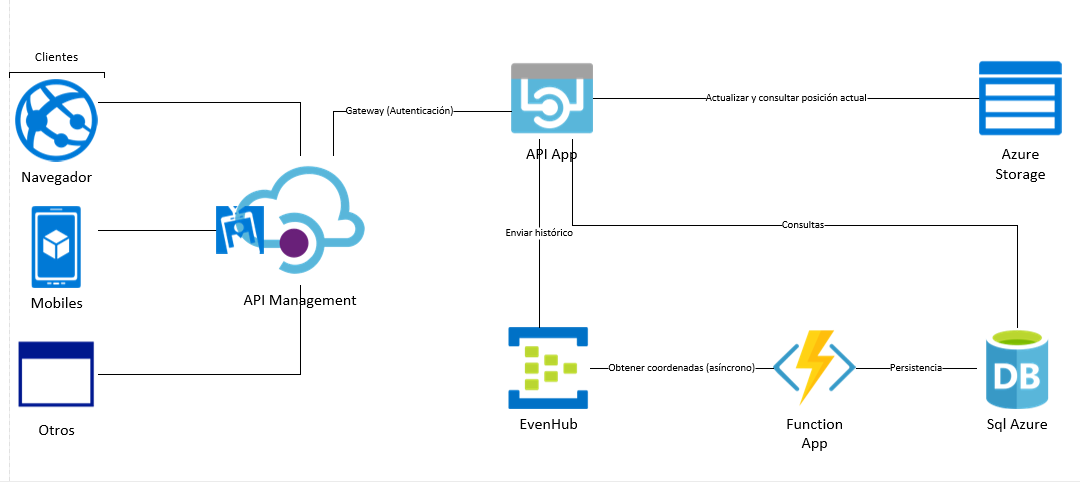 Clientes
Navegador
Mobiles
Otros
API Management
Gateway (Autenticación)
API App
Actualizar y consultar posición actual
Azure
Storage
Enviar histórico
Consultas
EvenHub
Obtener coordenadas (asíncrono)
Function
App
Persistencia
DB
Sql Azure